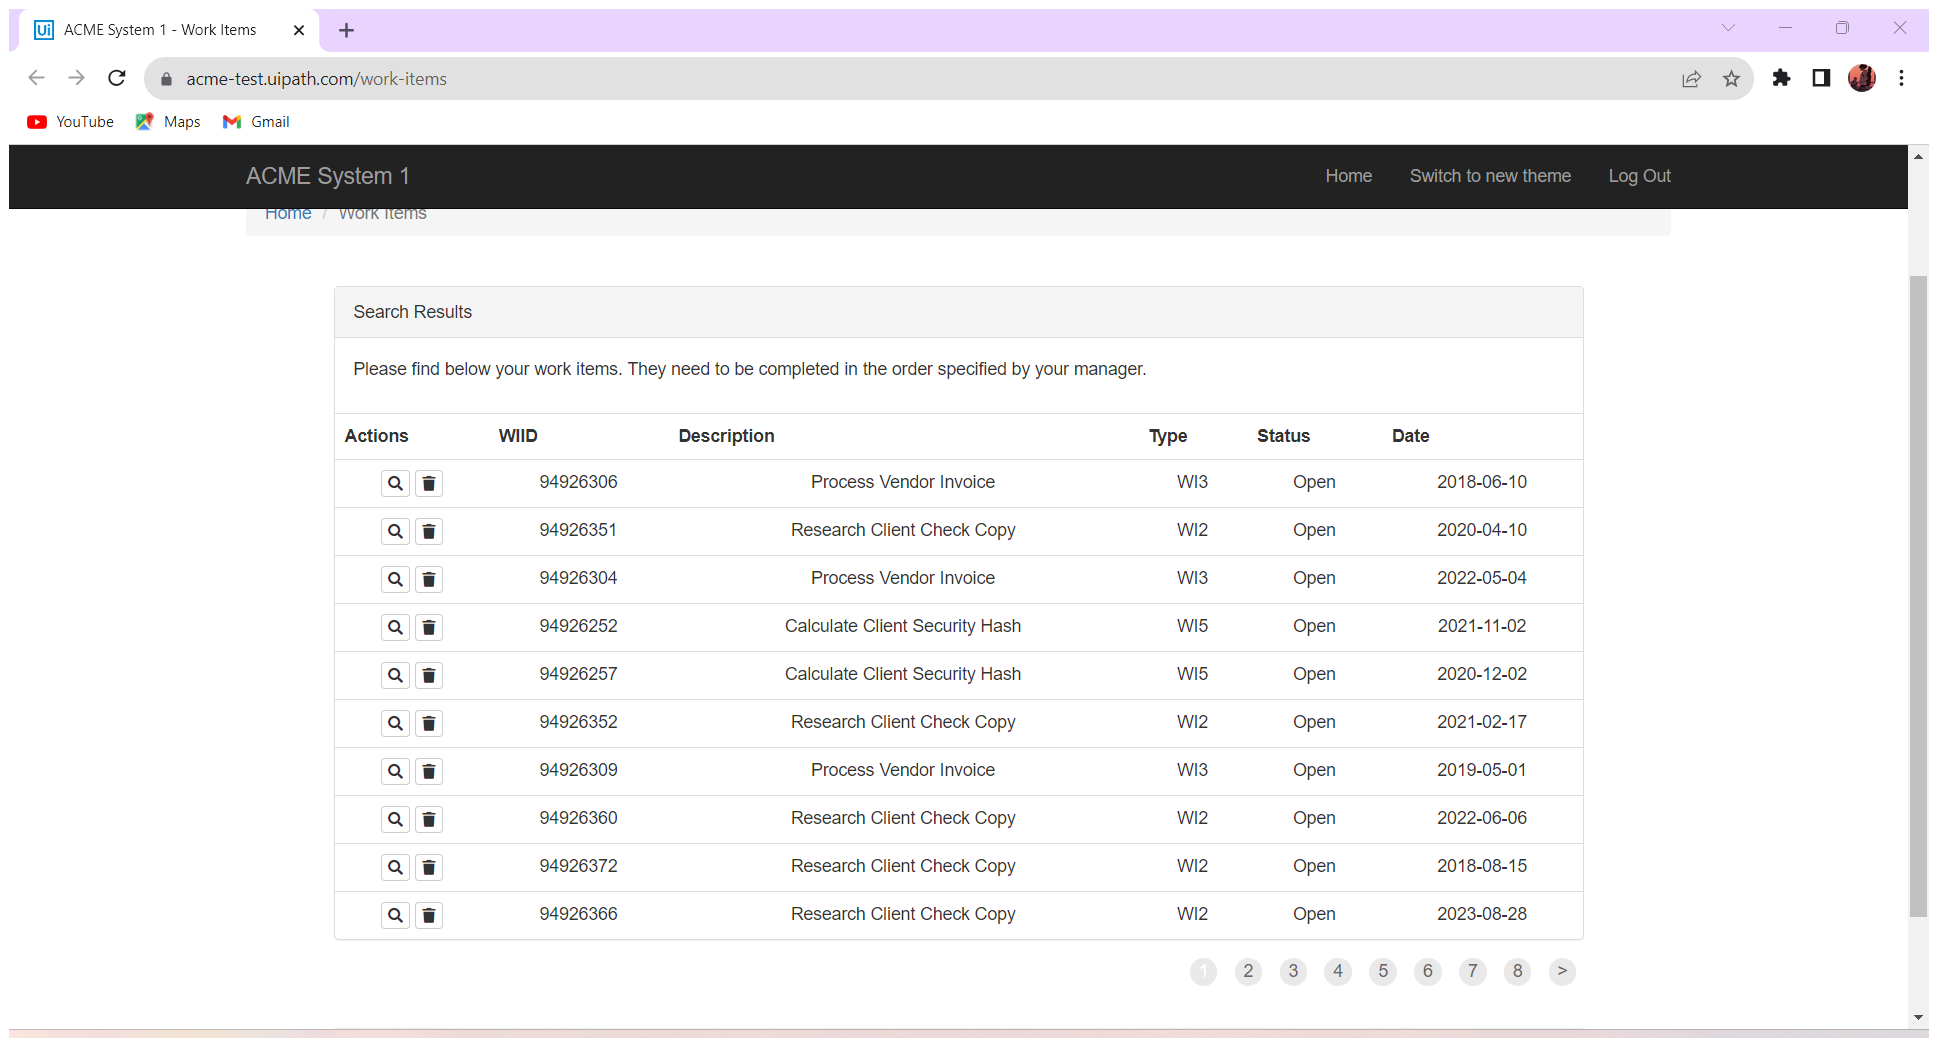 ACME System 1 - Work Items
acme-test.uipath.com/work-items
YouTube Maps Gmail
ACME System 1 Home Switch to new theme Log Out
Home / Work Items
Search Results
Please find below your work items. They need to be completed in the order specified by your manager.
Actions WIID Description Type Status Date
94926306 Process Vendor Invoice WI3 Open 2018-06-10
94926351 Research Client Check Copy WI2 Open 2020-04-10
94926304 Process Vendor Invoice WI3 Open 2022-05-04
94926252 Calculate Client Security Hash WI5 Open 2021-11-02
94926257 Calculate Client Security Hash WI5 Open 2020-12-02
94926352 Research Client Check Copy WI2 Open 2021-02-17
94926309 Process Vendor Invoice WI3 Open 2019-05-01
94926360 Research Client Check Copy WI2 Open 2022-06-06
94926372 Research Client Check Copy WI2 Open 2018-08-15
94926366 Research Client Check Copy WI2 Open 2023-08-28
1 2 3 4 5 6 7 8 >